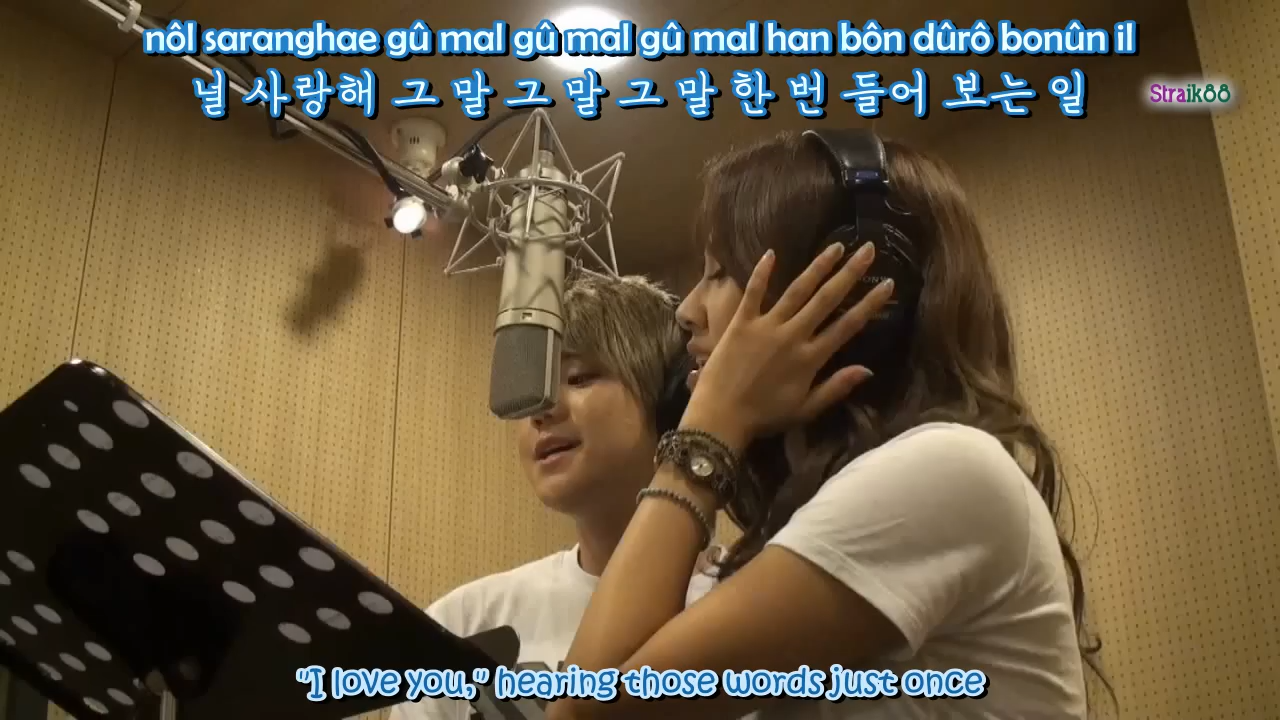 nôl saranghae gû mal gû mal gû mal han bôn dûrô bonûn il
널 사랑해 그 말 그 말 그 말 한 번 들어 보는 일
Straik88
SONY
"I love you," hearing those words just once